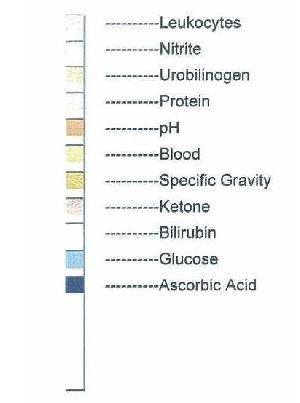 ----------Leukocytes
----------Nitrite
----------Urobilinogen
----------Protein
----------pH
----------Blood
----------Specific Gravity
----------Ketone
----------Bilirubin
----------Glucose
----------Ascorbic Acid